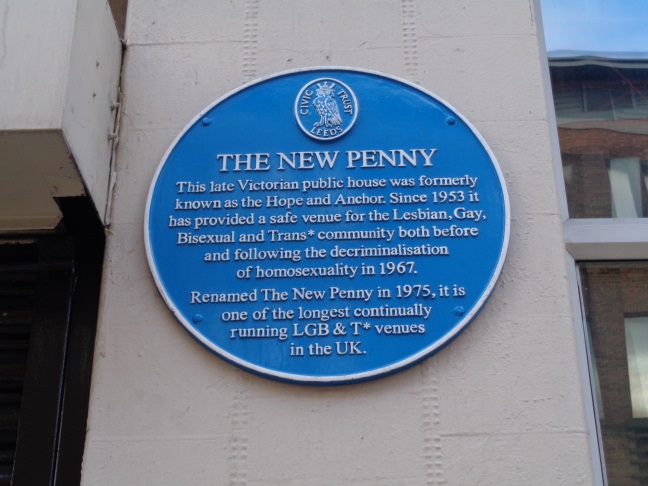 CIVIC TRUST
LEEDS
THE NEW PENNY
This late Victorian public house was formerly
known as the Hope and Anchor. Since 1953 it
has provided a safe venue for the Lesbian, Gay,
Bisexual and Trans* community both before
and following the decriminalisation
of homosexuality in 1967.
Renamed The New Penny in 1975, it is
one of the longest continually
running LGB & T* venues
in the UK.